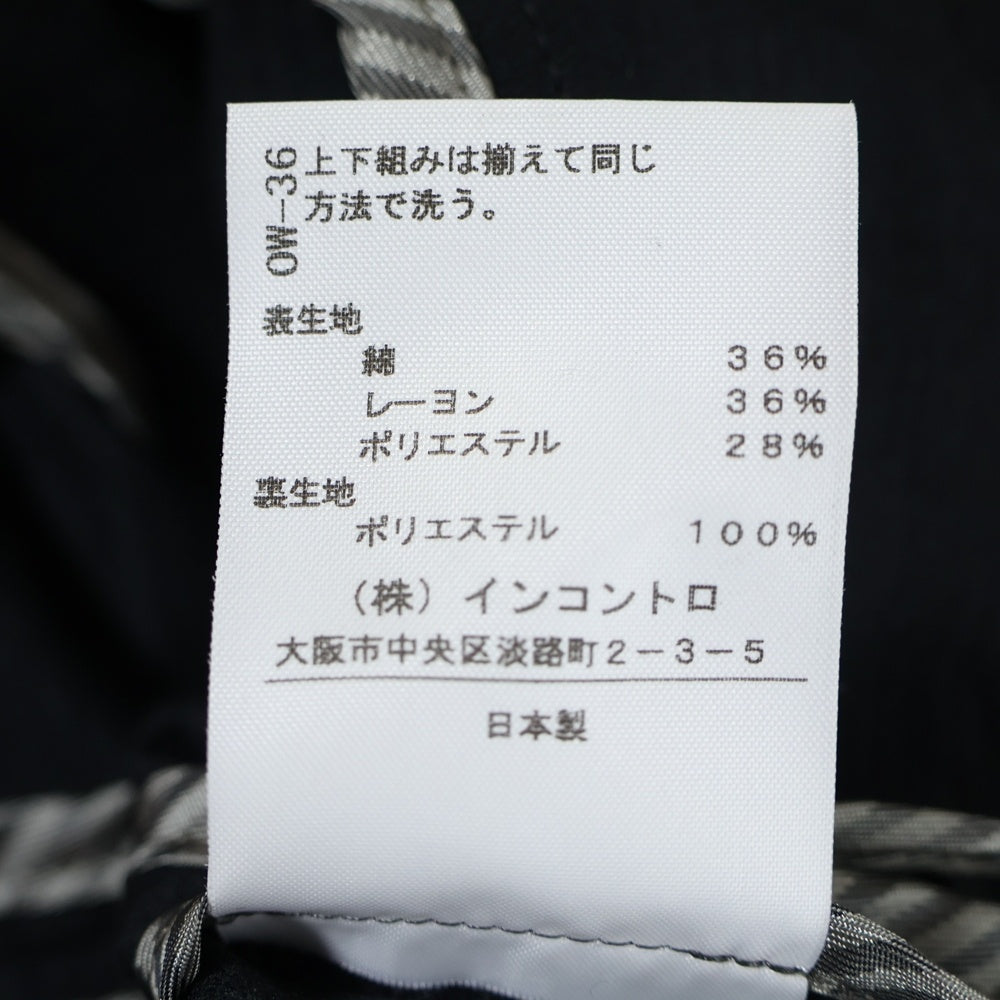 OW-36
上下組みは揃えて同じ
方法で洗う。
表生地
綿 36%
レーヨン 36%
ポリエステル 28%
裏生地
ポリエステル 100%
(株)インコントロ
大阪市中央区淡路町2-3-5
日本製